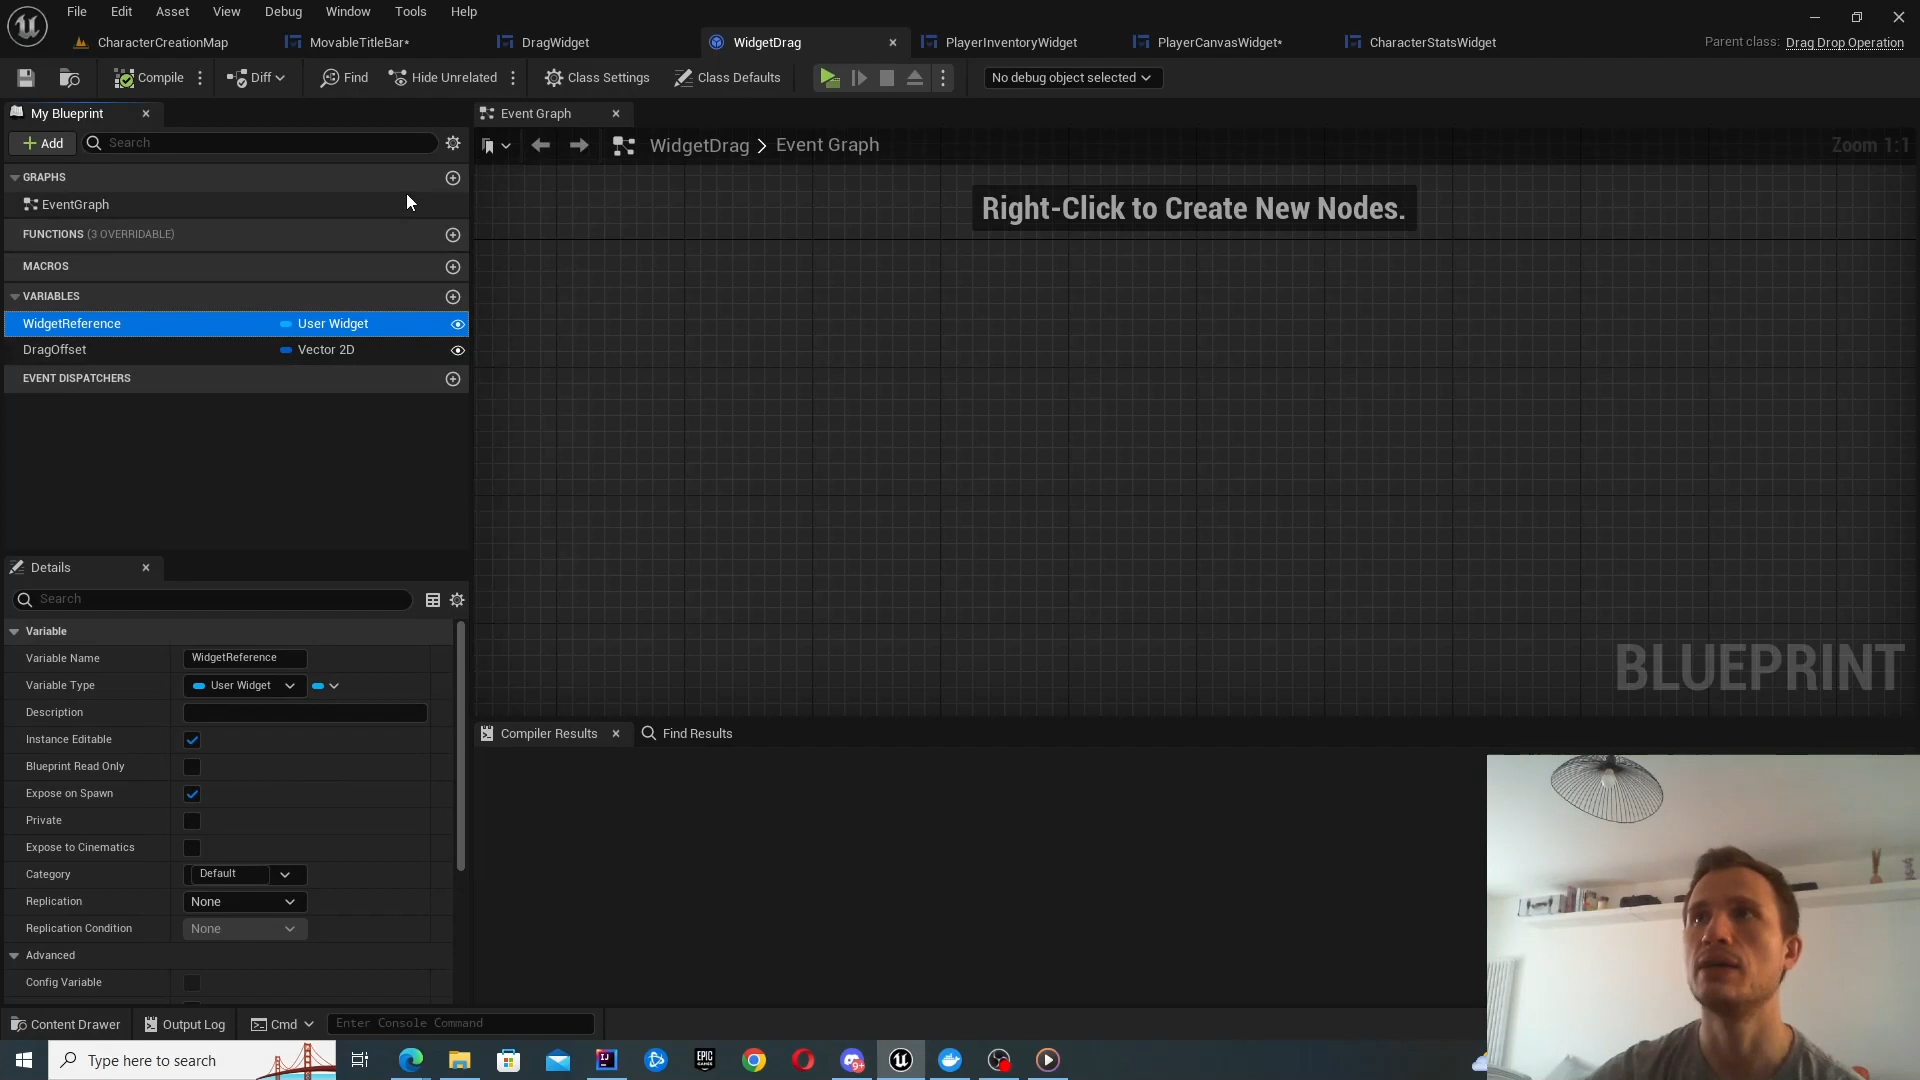 File Edit Asset View Debug Window Tools Help
CharacterCreationMap MovableTitleBar* DragWidget WidgetDrag PlayerInventoryWidget PlayerCanvasWidget* CharacterStatsWidget Parent class: Drag Drop Operation
Compile Diff Find Hide Unrelated Class Settings Class Defaults No debug object selected
My Blueprint Event Graph
Add Search WidgetDrag > Event Graph Zoom 1:1
GRAPHS
EventGraph Right-Click to Create New Nodes.
FUNCTIONS (3 OVERRIDABLE)
MACROS
VARIABLES
WidgetReference User Widget
DragOffset Vector 2D
EVENT DISPATCHERS
Details
Search
Variable
Variable Name WidgetReference
Variable Type User Widget
BLUEPRINT
Description
Compiler Results Find Results
Instance Editable
Blueprint Read Only
Expose on Spawn
Private
Expose to Cinematics
Category Default
Replication None
Replication Condition None
Advanced
Config Variable
Content Drawer Output Log Cmd Enter Console Command
Type here to search IJ EPIC GAMES 9+